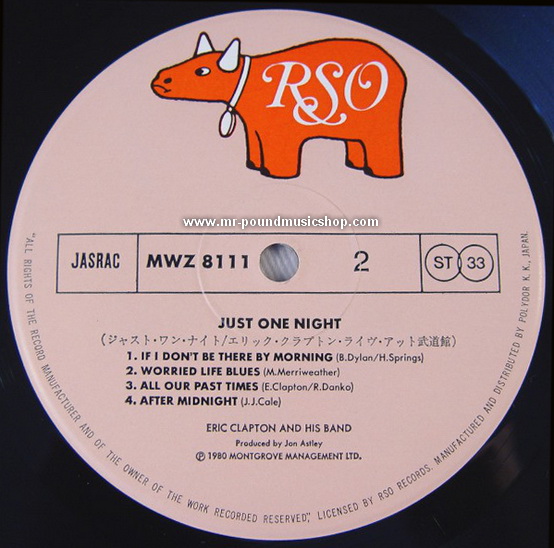 RSO
www.mr-poundmusicshop.com
JASRAC MWZ 8111 2 ST 33
JUST ONE NIGHT
(ジャスト・ワン・ナイト/エリック・クラプトン・ライヴ・アット武道館)
1. IF I DON'T BE THERE BY MORNING (B.Dylan/H.Springs)
2. WORRIED LIFE BLUES (M.Merriweather)
3. ALL OUR PAST TIMES (E.Clapton/R.Danko)
4. AFTER MIDNIGHT (J.J.Cale)
ERIC CLAPTON AND HIS BAND
Produced by Jon Astley
℗ 1980 MONTGROVE MANAGEMENT LTD.
"ALL RIGHTS OF THE RECORD MANUFACTURER AND OF THE OWNER OF THE WORK RECORDED RESERVED", LICENSED BY RSO RECORDS. MANUFACTURED AND DISTRIBUTED BY POLYDOR K. K., JAPAN.